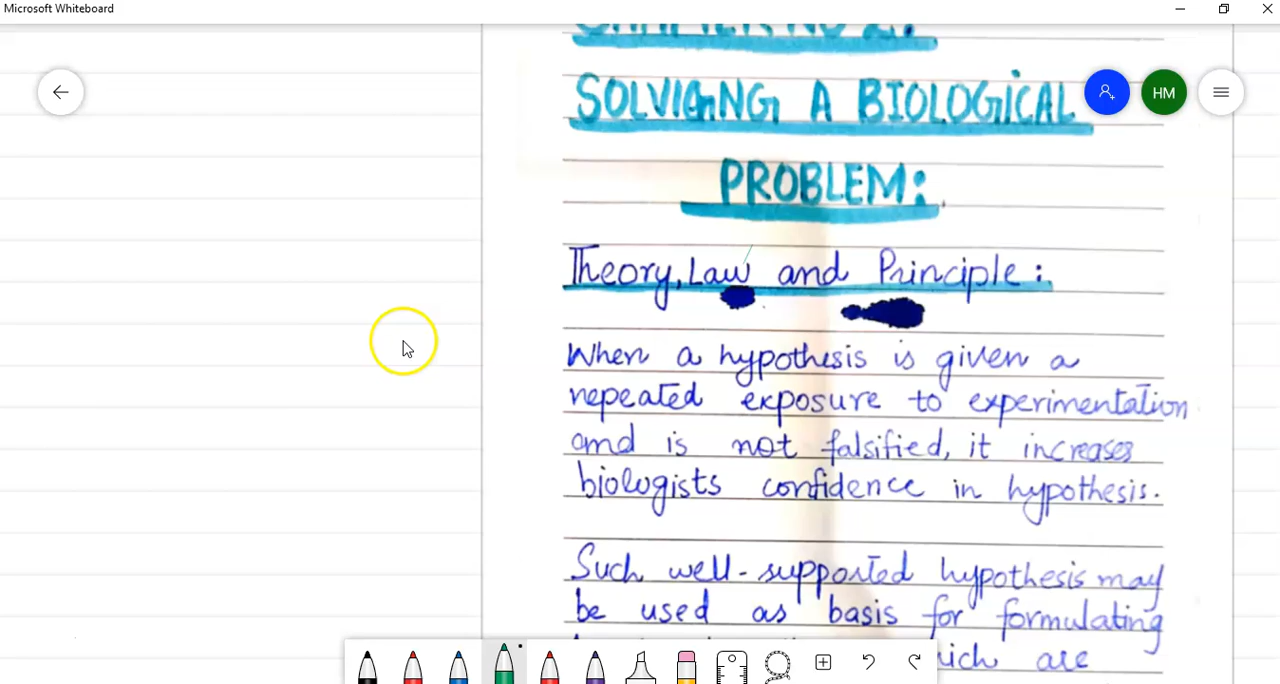 Microsoft Whiteboard
SOLVIGNG A BIOLOGICAL
HM
PROBLEM:
Theory, Law and Principle:
When a hypothesis is given a
repeated exposure to experimentation
and is not falsified, it increases
biologists confidence in hypothesis.
Such well-supported hypothesis may
be used as basis for formulating
which are